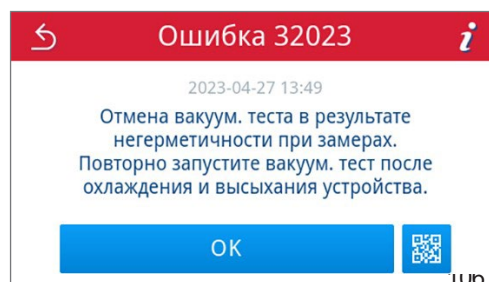 Ошибка 32023
2023-04-27 13:49
Отмена вакуум. теста в результате
негерметичности при замерах.
Повторно запустите вакуум. тест после
охлаждения и высыхания устройства.
OK